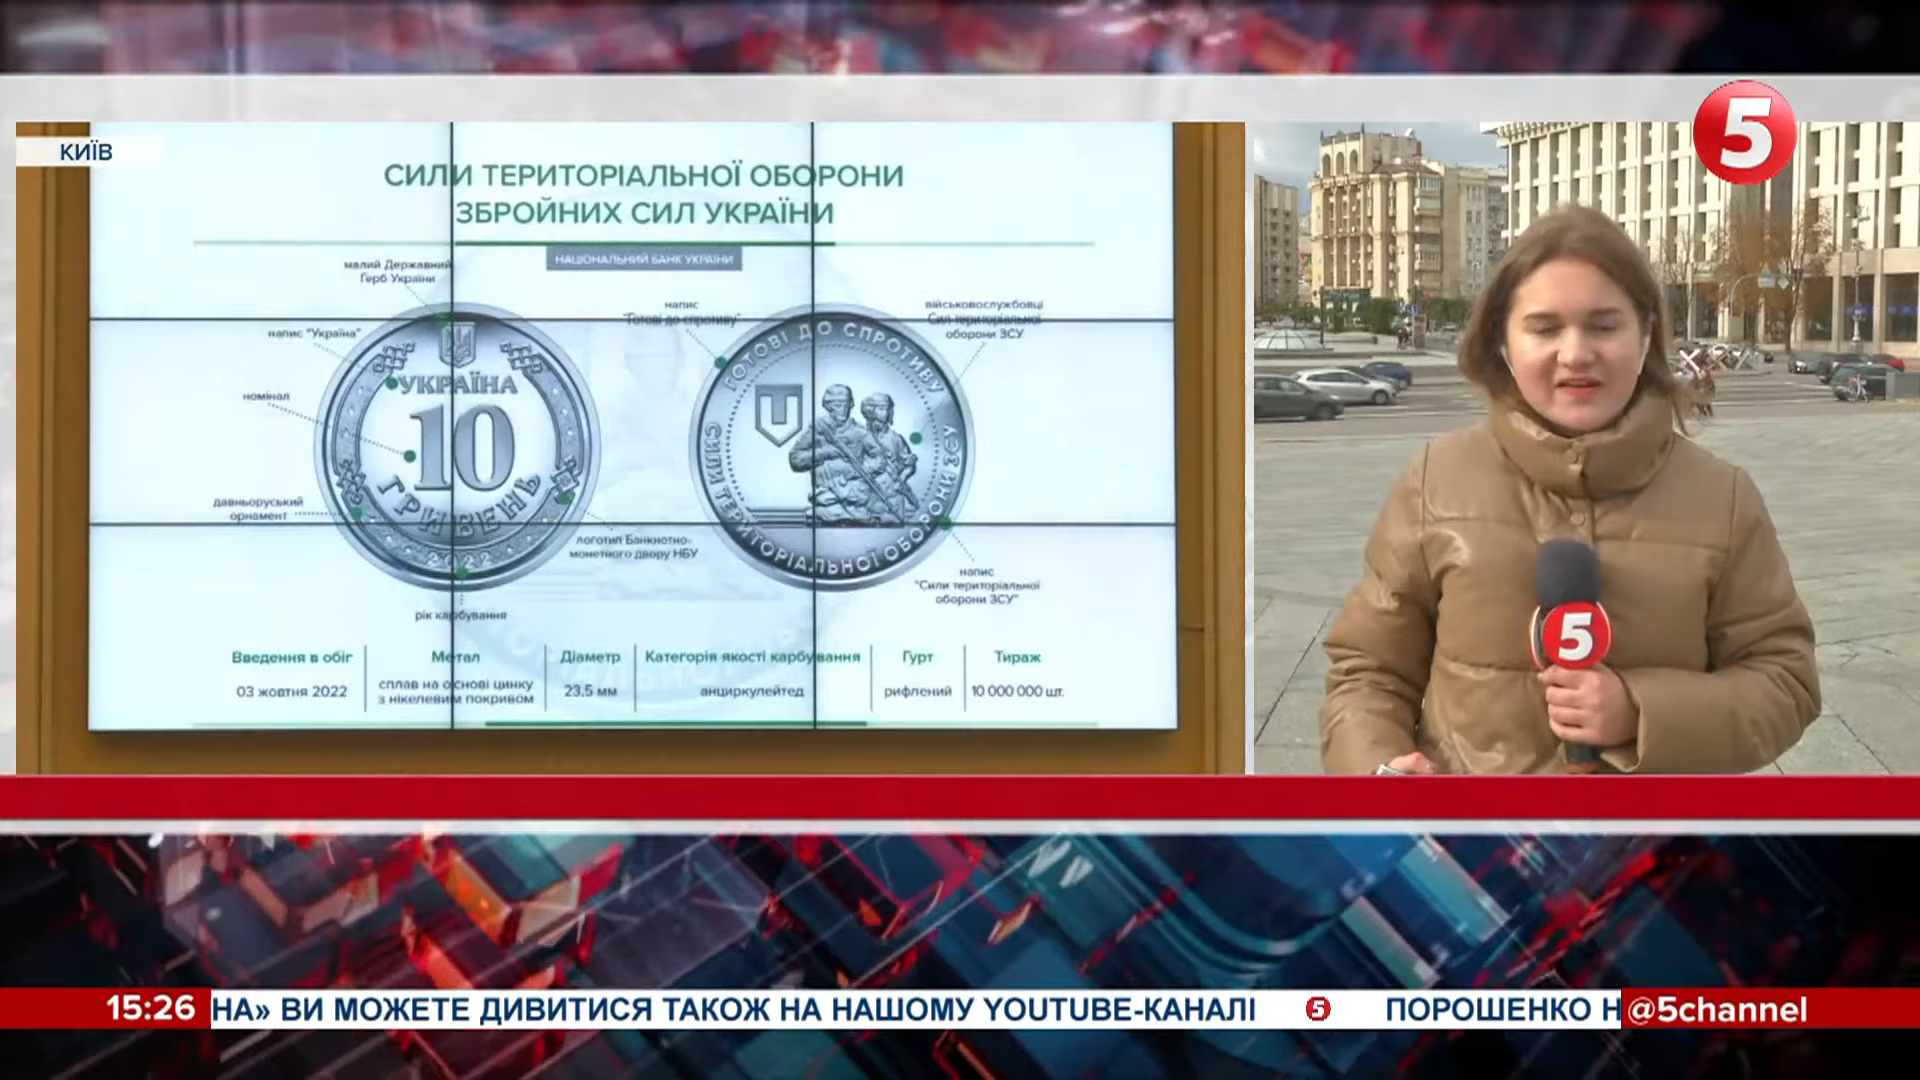 5
КИЇВ
СИЛИ ТЕРИТОРІАЛЬНОЇ ОБОРОНИ
ЗБРОЙНИХ СИЛ УКРАЇНИ
НАЦІОНАЛЬНИЙ БАНК УКРАЇНИ
малий Державний
Герб України
напис "Україна"
номінал
давньоруський
орнамент
рік карбування
логотип Банкнотно-
монетного двору НБУ
УКРАЇНА
10
ГРИВЕНЬ
2022
напис
"Готові до спротиву"
військовослужбовці
Сил територіальної
оборони ЗСУ
ГОТОВІ ДО СПРОТИВУ
СИЛИ ТЕРИТОРІАЛЬНОЇ ОБОРОНИ ЗСУ
напис
"Сили територіальної
оборони ЗСУ"
Введення в обіг
03 жовтня 2022
Метал
сплав на основі цинку
з нікелевим покривом
Діаметр
23,5 мм
Категорія якості карбування
анциркулейтед
Гурт
рифлений
Тираж
10 000 000 шт.
5
15:26
НА» ВИ МОЖЕТЕ ДИВИТИСЯ ТАКОЖ НА НАШОМУ YOUTUBE-КАНАЛІ 5 ПОРОШЕНКО Н
@5channel